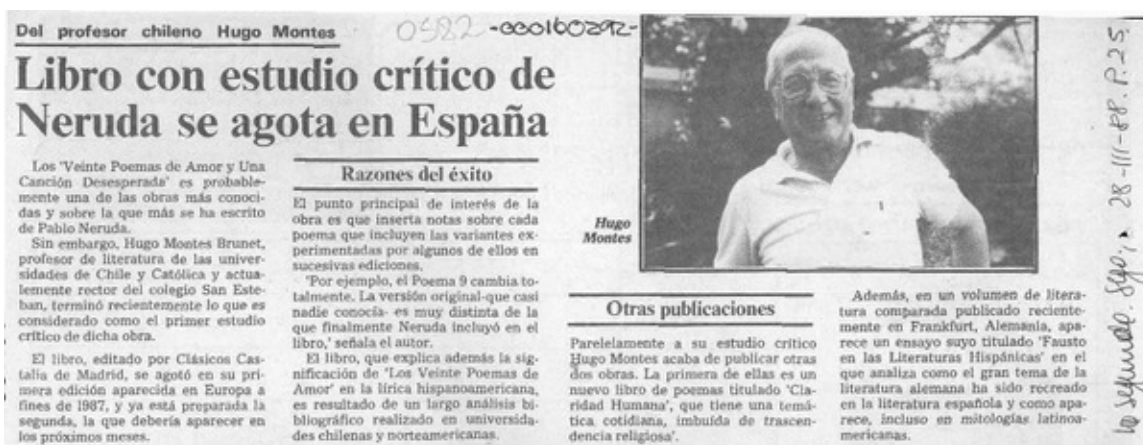 Del profesor chileno Hugo Montes
0582 -000160292-
Libro con estudio crítico de
Neruda se agota en España
Los 'Veinte Poemas de Amor y Una
Canción Desesperada' es probable-
mente una de las obras más conoci-
das y sobre la que más se ha escrito
de Pablo Neruda.
Sin embargo, Hugo Montes Brunet,
profesor de literatura de las univer-
sidades de Chile y Católica y actua-
lemente rector del colegio San Este-
ban, terminó recientemente lo que es
considerado como el primer estudio
crítico de dicha obra.
El libro, editado por Clásicos Cas-
talia de Madrid, se agotó en su pri-
mera edición aparecida en Europa a
fines de 1987, y ya está preparada la
segunda, la que debería aparecer en
los próximos meses.
Razones del éxito
El punto principal de interés de la
obra es que inserta notas sobre cada
poema que incluyen las variantes ex-
perimentadas por algunos de ellos en
sucesivas ediciones.
'Por ejemplo, el Poema 9 cambia to-
talmente. La versión original-que casi
nadie conocía- es muy distinta de la
que finalmente Neruda incluyó en el
libro,' señala el autor.
El libro, que explica además la sig-
nificación de 'Los Veinte Poemas de
Amor' en la lírica hispanoamericana,
es resultado de un largo análisis bi-
bliográfico realizado en universida-
des chilenas y norteamericanas.
Hugo
Montes
Otras publicaciones
Parelelamente a su estudio crítico
Hugo Montes acaba de publicar otras
dos obras. La primera de ellas es un
nuevo libro de poemas titulado 'Cla-
ridad Humana', que tiene una temá-
tica cotidiana, imbuída de trascen-
dencia religiosa'.
Además, en un volumen de litera-
tura comparada publicado reciente-
mente en Frankfurt, Alemania, apa-
rece un ensayo suyo titulado 'Fausto
en las Literaturas Hispánicas' en el
que analiza como el gran tema de la
literatura alemana ha sido recreado
en la literatura española y como apa-
rece, incluso en mitologías latinoa-
mericanas.
segunda Stgo, 28-III-88. P. 25.